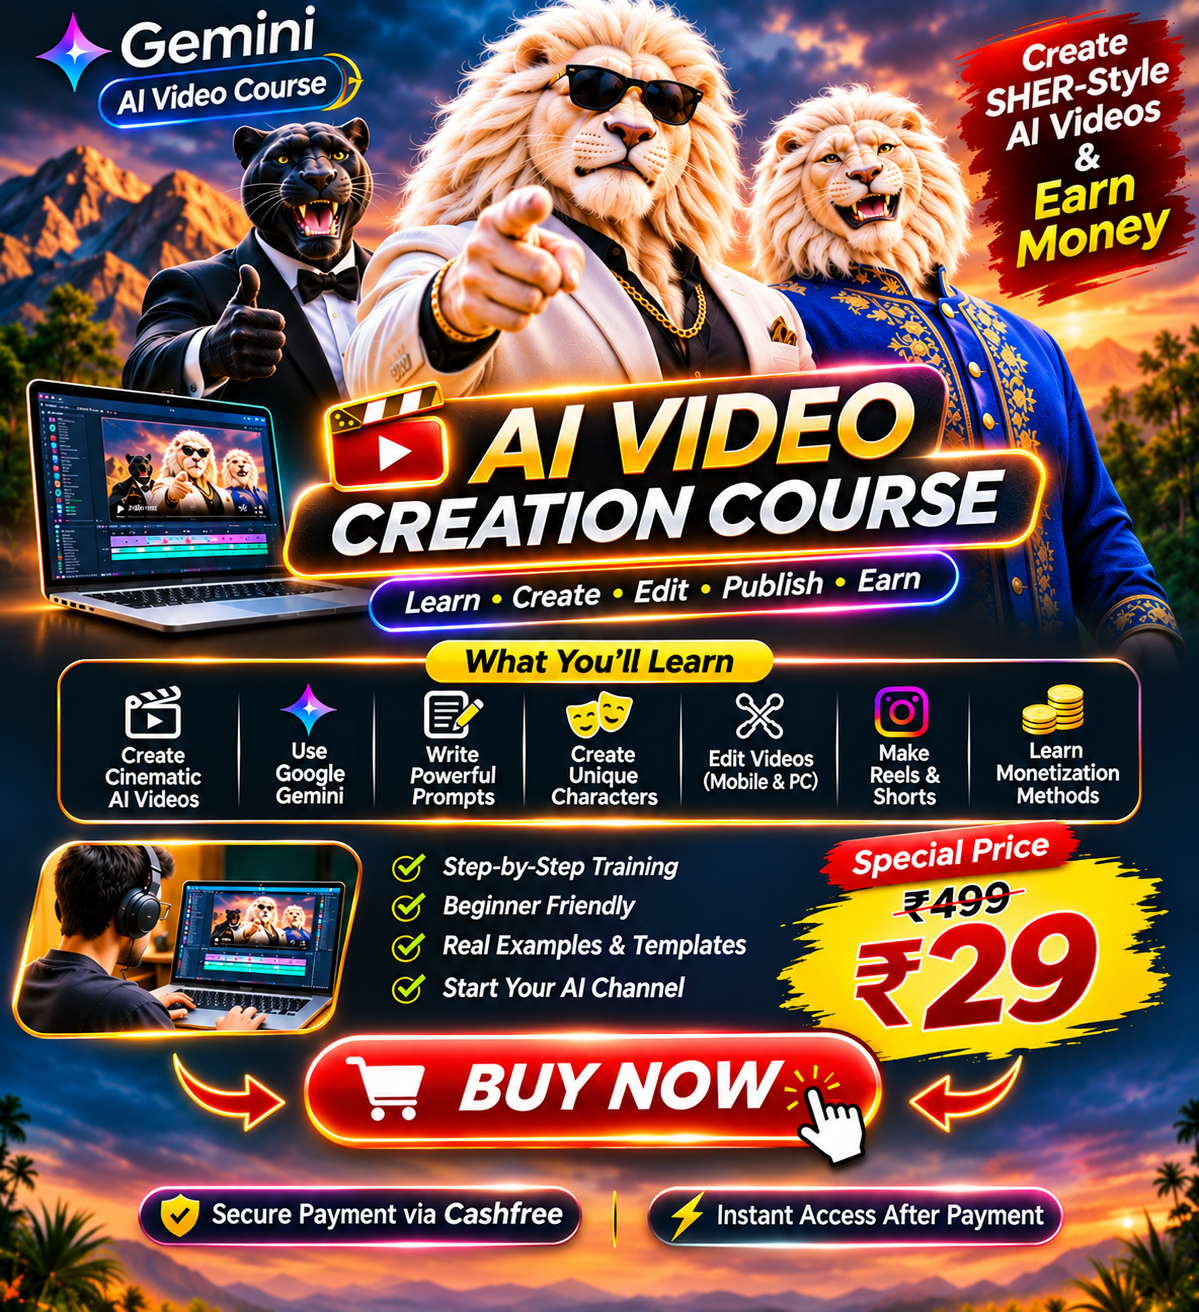 Gemini
AI Video Course
Create
SHER-Style
AI Videos
&
Earn
Money
AI VIDEO
CREATION COURSE
Learn • Create • Edit • Publish • Earn
What You'll Learn
Create
Cinematic
AI Videos
Use
Google
Gemini
Write
Powerful
Prompts
Create
Unique
Characters
Edit Videos
(Mobile & PC)
Make
Reels &
Shorts
Learn
Monetization
Methods
Step-by-Step Training
Beginner Friendly
Real Examples & Templates
Start Your AI Channel
Special Price
₹499
₹29
BUY NOW
Secure Payment via Cashfree
Instant Access After Payment